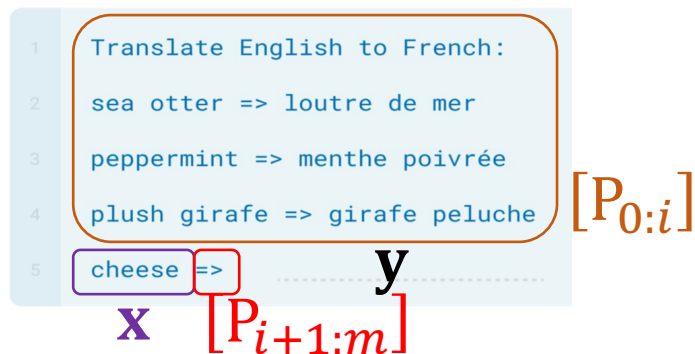 1 Translate English to French:
2 sea otter => loutre de mer
3 peppermint => menthe poivrée
4 plush girafe => girafe peluche
[P0:i]
5 cheese =>
y
x
[Pi+1:m]